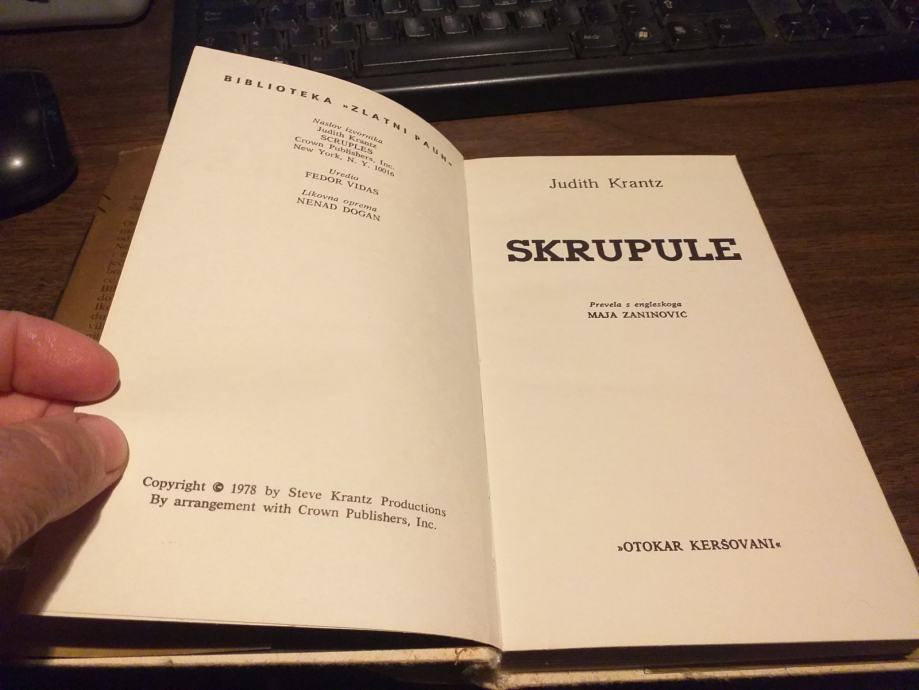 BIBLIOTEKA »ZLATNI PAUN«
Naslov izvornika
Judith Krantz
SCRUPLES
Crown Publishers, Inc.
New York, N. Y. 10016
Uredio
FEDOR VIDAS
Likovna oprema
NENAD DOGAN
Copyright © 1978 by Steve Krantz Productions
By arrangement with Crown Publishers, Inc.
Judith Krantz
SKRUPULE
Prevela s engleskoga
MAJA ZANINOVIĆ
»OTOKAR KERŠOVANI«